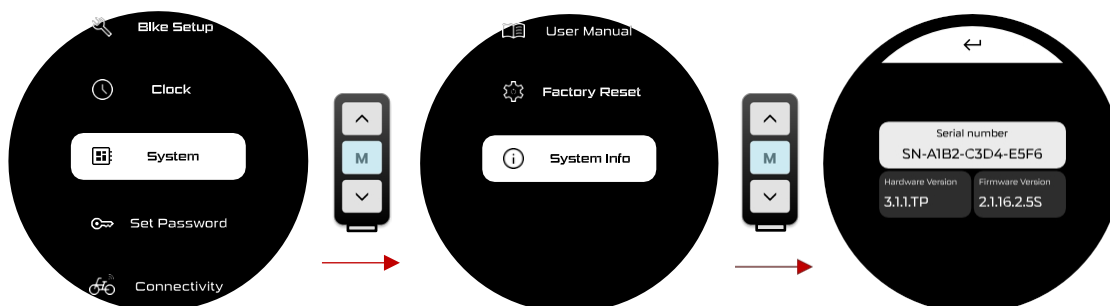 Bike Setup
Clock
System
Set Password
Connectivity
M
User Manual
Factory Reset
System Info
M
Serial number
SN-A1B2-C3D4-E5F6
Hardware Version
3.1.1.TP
Firmware Version
2.1.16.2.5S